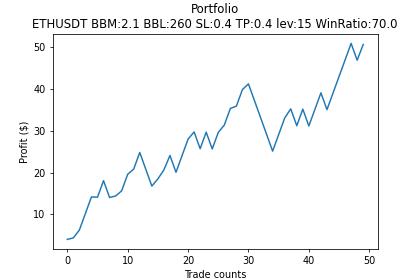 Portfolio
ETHUSDT BBM:2.1 BBL:260 SL:0.4 TP:0.4 lev:15 WinRatio:70.0
50
40
30
20
10
Profit ($)
0 10 20 30 40 50
Trade counts